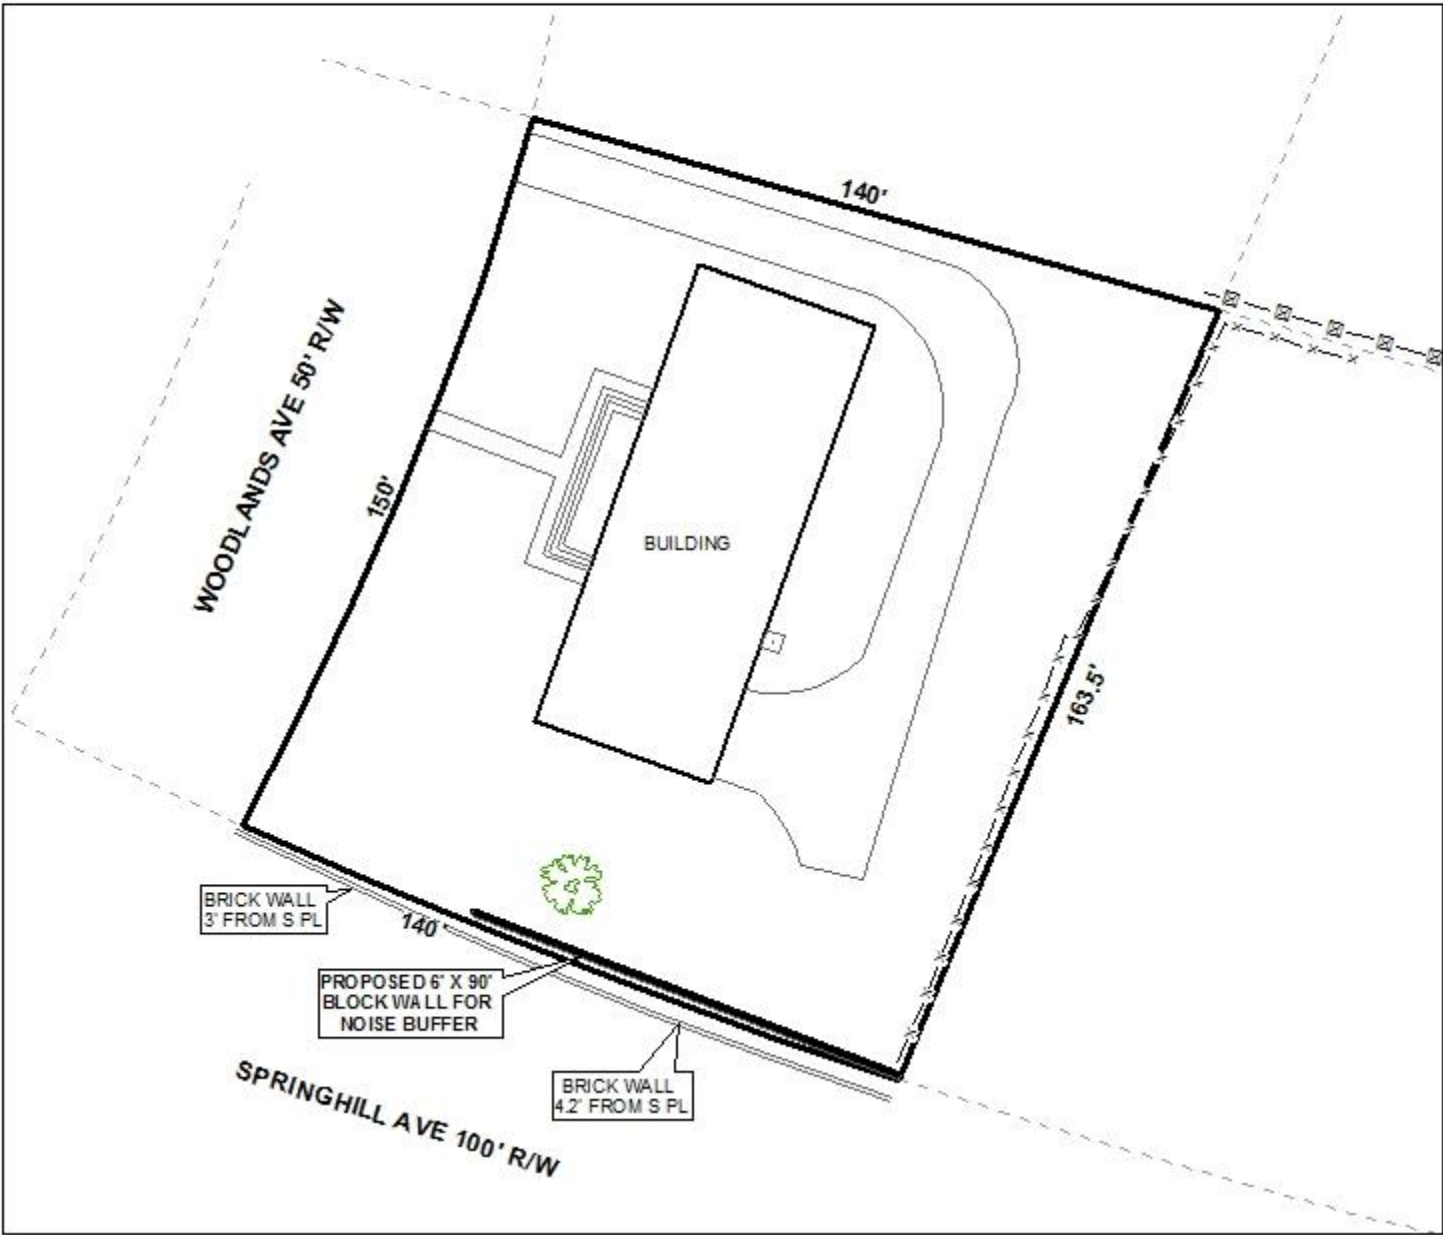 140'
WOODLANDS AVE 50' R/W
150'
BUILDING
163.5'
BRICK WALL
3' FROM S PL
140'
PROPOSED 6' X 90'
BLOCK WALL FOR
NOISE BUFFER
BRICK WALL
4.2' FROM S PL
SPRINGHILL AVE 100' R/W